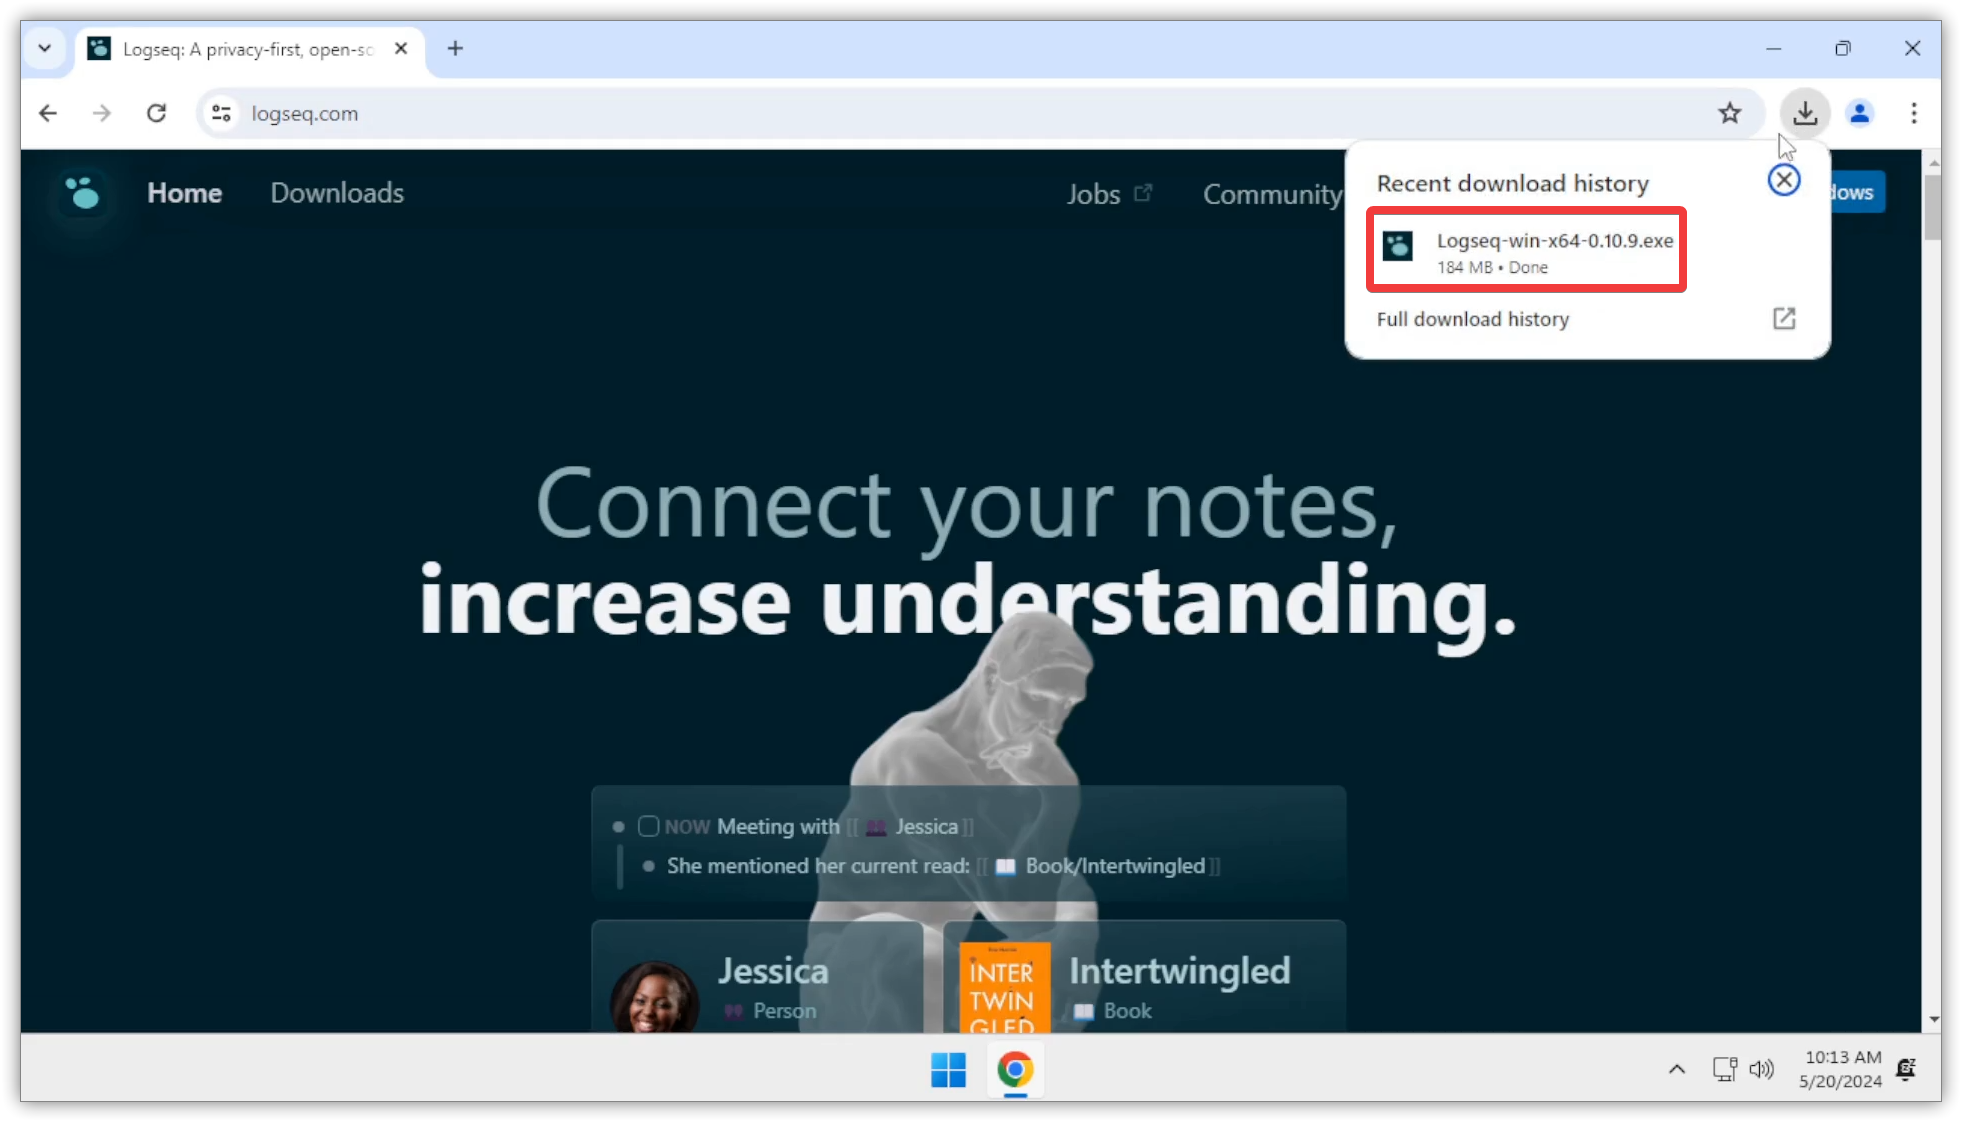 Logseq: A privacy-first, open-so
logseq.com
Home
Downloads
Jobs
Community
dows
Recent download history
Logseq-win-x64-0.10.9.exe
184 MB • Done
Full download history
Connect your notes,
increase understanding.
NOW Meeting with [[ Jessica ]]
She mentioned her current read: [[ Book/Intertwingled ]]
Jessica
Person
INTER
TWIN
GLED
Intertwingled
Book
10:13 AM
5/20/2024